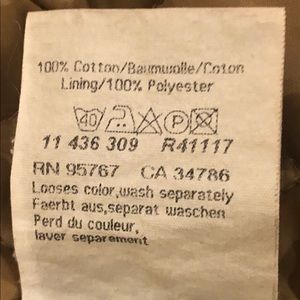 100% Cotton/Baumwolle/Coton
Lining/100% Polyester
40 P
11 436 309 R41117
RN 95767 CA 34786
Looses color,wash separately
Faerbt aus,separat waschen
Perd du couleur,
laver separement